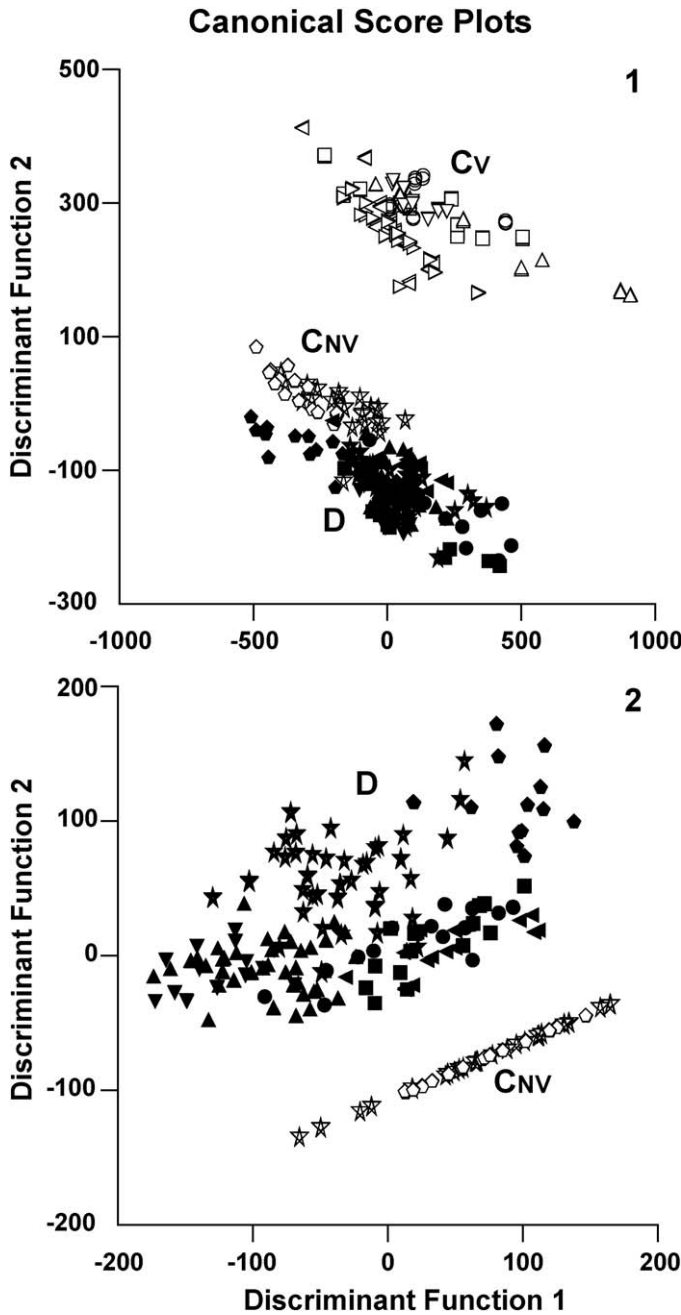 Canonical Score Plots
1
500
300
100
-100
-300
Discriminant Function 2
CV
CNV
D
-1000
-500
0
500
1000
2
200
100
0
-100
-200
Discriminant Function 2
D
CNV
-200
-100
0
100
200
Discriminant Function 1